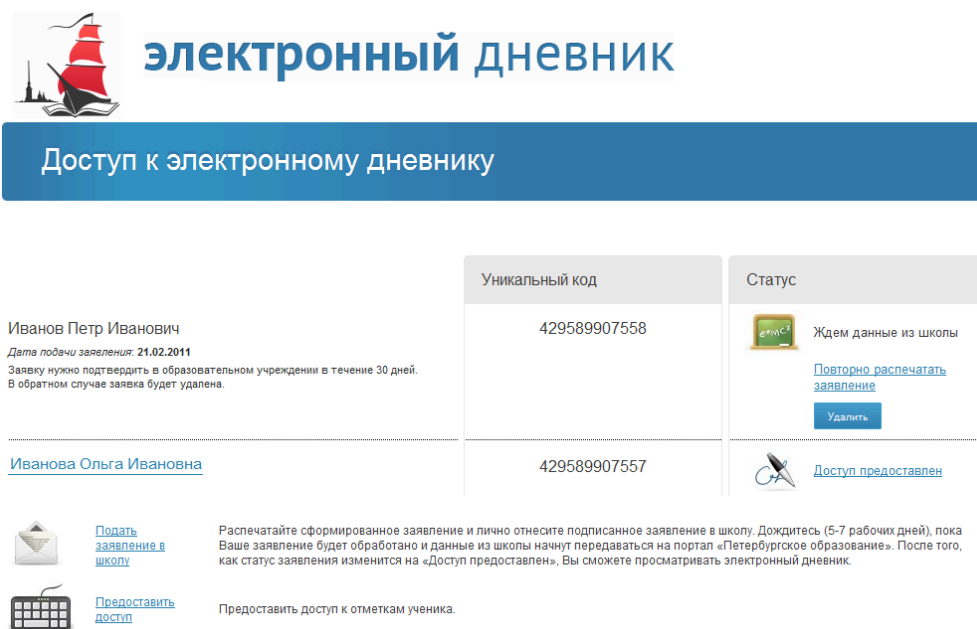 электронный дневник
Доступ к электронному дневнику
Уникальный код
Статус
Иванов Петр Иванович
Дата подачи заявления: 21.02.2011
Заявку нужно подтвердить в образовательном учреждении в течение 30 дней.
В обратном случае заявка будет удалена.
429589907558
e=MC²
Ждем данные из школы
Повторно распечатать
заявление
Удалить
Иванова Ольга Ивановна
429589907557
Доступ предоставлен
Подать
заявление в
школу
Распечатайте сформированное заявление и лично отнесите подписанное заявление в школу. Дождитесь (5-7 рабочих дней), пока
Ваше заявление будет обработано и данные из школы начнут передаваться на портал «Петербургское образование». После того,
как статус заявления изменится на «Доступ предоставлен», Вы сможете просматривать электронный дневник.
Предоставить
доступ
Предоставить доступ к отметкам ученика.